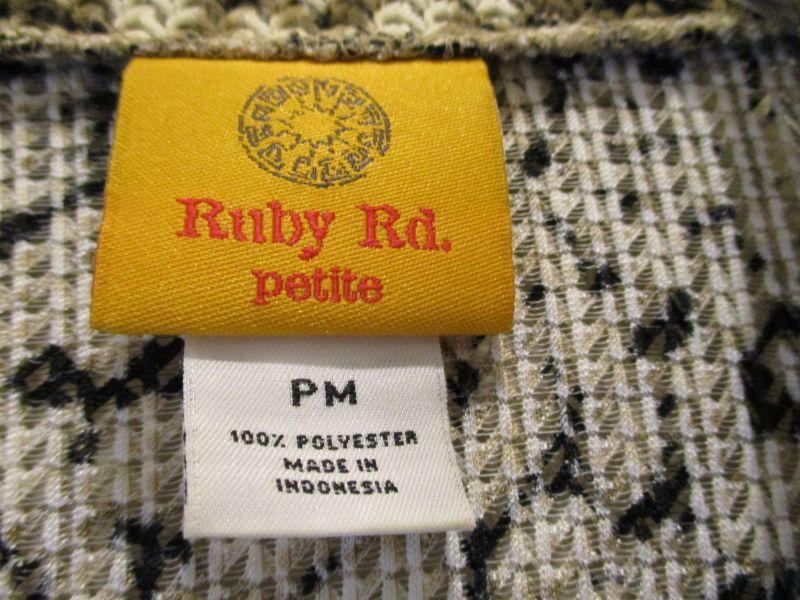 Ruby Rd.
petite
PM
100% POLYESTER
MADE IN
INDONESIA